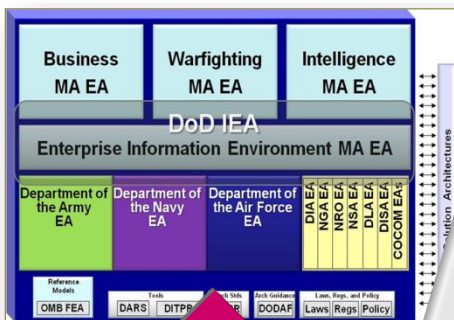 Business
MA EA
Warfighting
MA EA
Intelligence
MA EA
DoD IEA
Enterprise Information Environment MA EA
Department of
the Army
EA
Department of
the Navy
EA
Department of
the Air Force
EA
DIA EA
NGA EA
NRO EA
NSA EA
DLA EA
DISA EA
COCOM EAs
Architectures
Reference
Models
OMB FEA
Tools
DARS
DITPR
Stds
Arch Guidance
DODAF
Laws, Regs, and Policy
Laws
Regs
Policy